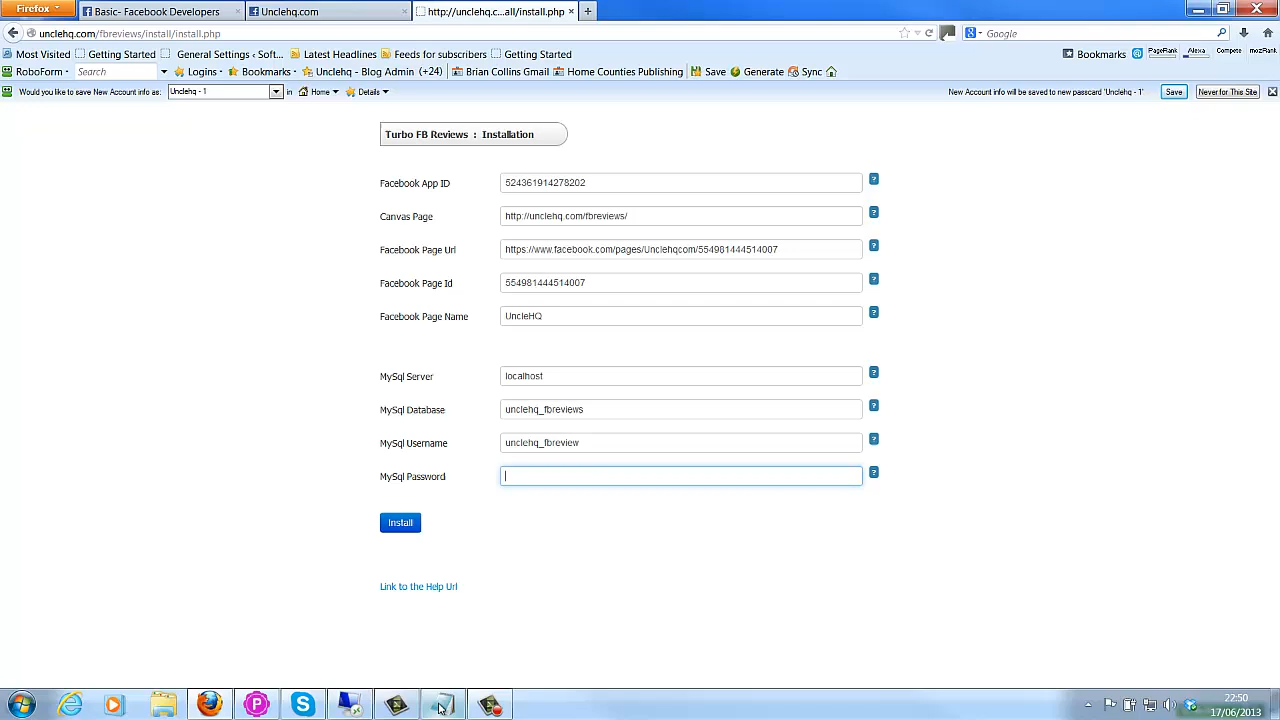 Firefox
Basic- Facebook Developers
Unclehq.com
http://unclehq.c...all/install.php
unclehq.com/fbreviews/install/install.php
Google
Most Visited
Getting Started
General Settings - Sof...
Latest Headlines
Feeds for subscribers
Getting Started
Bookmarks
PageRank
Alexa
Compete
mozRank
RoboForm
Search
Logins
Bookmarks
Unclehq - Blog Admin (+24)
Brian Collins Gmail
Home Counties Publishing
Save
Generate
Sync
Would you like to save New Account info as:
Unclehq - 1
in
Home
Details
New Account info will be saved to new passcard 'Unclehq - 1'
Save
Never for This Site
Turbo FB Reviews : Installation
Facebook App ID
524361914278202
?
Canvas Page
http://unclehq.com/fbreviews/
?
Facebook Page Url
https://www.facebook.com/pages/Unclehqcom/554981444514007
?
Facebook Page Id
554981444514007
?
Facebook Page Name
UncleHQ
?
MySql Server
localhost
?
MySql Database
unclehq_fbreviews
?
MySql Username
unclehq_fbreview
?
MySql Password
?
Install
Link to the Help Url
22:50
17/06/2013